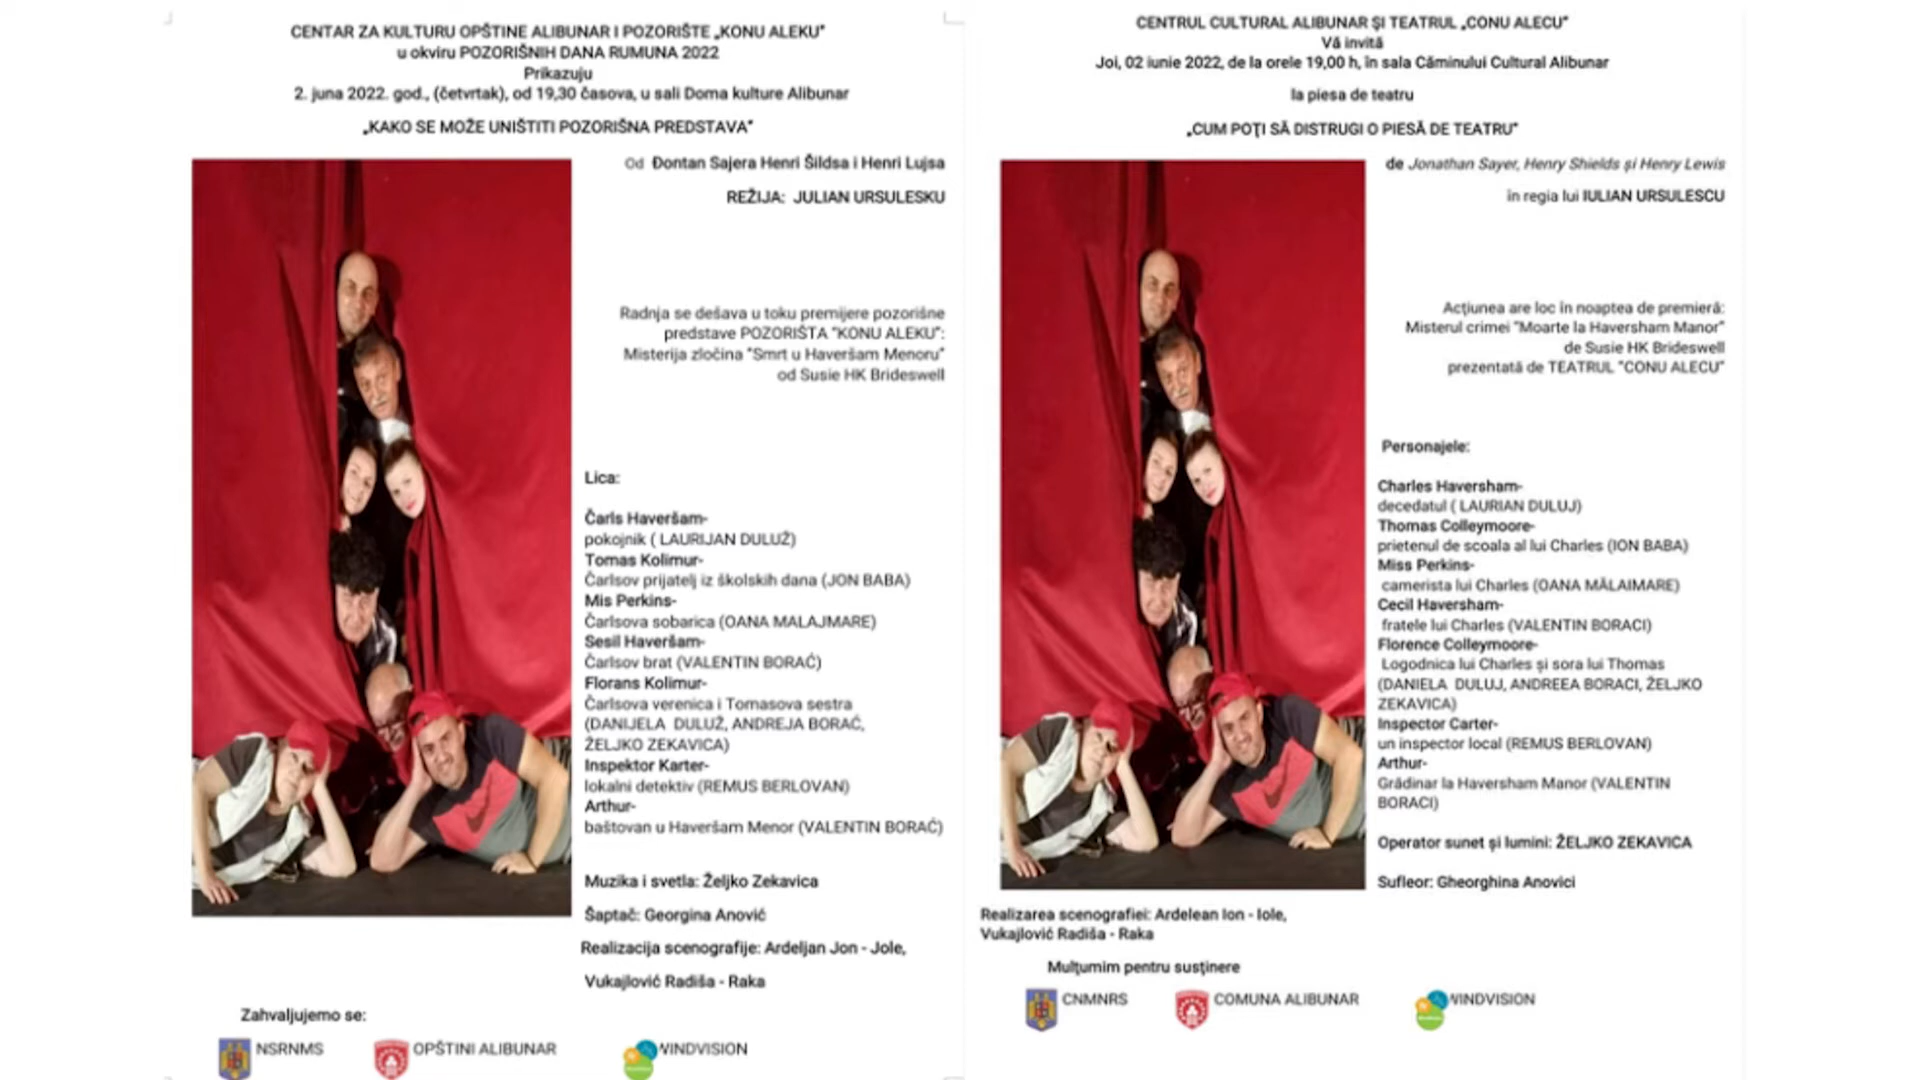 CENTAR ZA KULTURU OPŠTINE ALIBUNAR I POZORIŠTE „KONU ALEKU"
u okviru POZORIŠNIH DANA RUMUNA 2022
Prikazuju
2. juna 2022. god., (četvrtak), od 19,30 časova, u sali Doma kulture Alibunar
„KAKO SE MOŽE UNIŠTITI POZORIŠNA PREDSTAVA"
Od Đontan Sajera Henri Šildsa i Henri Lujsa
REŽIJA: JULIAN URSULESKU
Radnja se dešava u toku premijere pozorišne
predstave POZORIŠTA "KONU ALEKU":
Misterija zločina "Smrt u Haveršam Menoru"
od Susie HK Brideswell
Lica:
Čarls Haveršam-
pokojnik ( LAURIJAN DULUŽ)
Tomas Kolimur-
Čarlsov prijatelj iz školskih dana (JON BABA)
Mis Perkins-
Čarlsova sobarica (OANA MALAJMARE)
Sesil Haveršam-
Čarlsov brat (VALENTIN BORAĆ)
Florans Kolimur-
Čarlsova verenica i Tomasova sestra
(DANIJELA DULUŽ, ANDREJA BORAĆ,
ŽELJKO ZEKAVICA)
Inspektor Karter-
lokalni detektiv (REMUS BERLOVAN)
Arthur-
baštovan u Haveršam Menor (VALENTIN BORAĆ)
Muzika i svetla: Željko Zekavica
Šaptač: Georgina Anović
Realizacija scenografije: Ardeljan Jon - Jole,
Vukajlović Radiša - Raka
Zahvaljujemo se:
NSRNMS OPŠTINI ALIBUNAR WINDVISION
CENTRUL CULTURAL ALIBUNAR ŞI TEATRUL „CONU ALECU"
Vă invită
Joi, 02 iunie 2022, de la orele 19,00 h, în sala Căminului Cultural Alibunar
la piesa de teatru
„CUM POŢI SĂ DISTRUGI O PIESĂ DE TEATRU"
de Jonathan Sayer, Henry Shields şi Henry Lewis
în regia lui IULIAN URSULESCU
Acţiunea are loc în noaptea de premieră:
Misterul crimei "Moarte la Haversham Manor"
de Susie HK Brideswell
prezentată de TEATRUL "CONU ALECU"
Personajele:
Charles Haversham-
decedatul ( LAURIAN DULUJ)
Thomas Colleymoore-
prietenul de scoala al lui Charles (ION BABA)
Miss Perkins-
camerista lui Charles (OANA MĂLAIMARE)
Cecil Haversham-
fratele lui Charles (VALENTIN BORACI)
Florence Colleymoore-
Logodnica lui Charles şi sora lui Thomas
(DANIELA DULUJ, ANDREEA BORACI, ŽELJKO
ZEKAVICA)
Inspector Carter-
un inspector local (REMUS BERLOVAN)
Arthur-
Grădinar la Haversham Manor (VALENTIN
BORACI)
Operator sunet şi lumini: ŽELJKO ZEKAVICA
Sufleor: Gheorghina Anovici
Realizarea scenografiei: Ardelean Ion - Iole,
Vukajlović Radiša - Raka
Mulţumim pentru susţinere
CNMNRS COMUNA ALIBUNAR WINDVISION